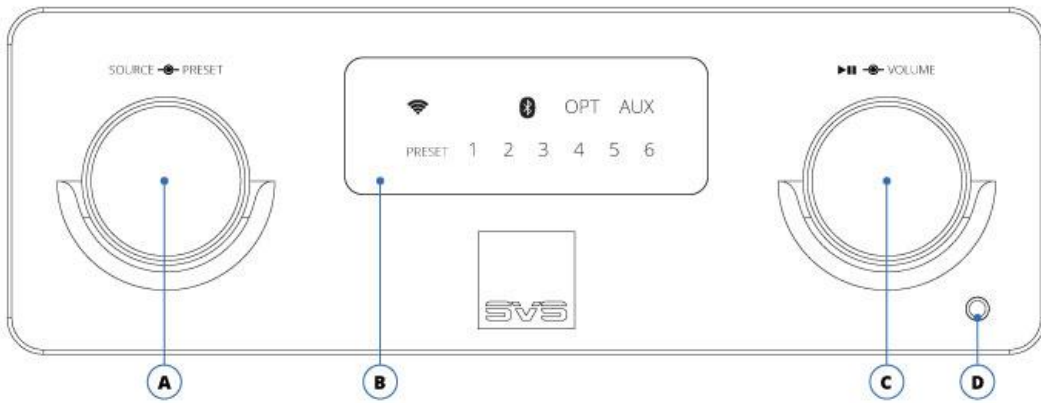 SOURCE PRESET
VOLUME
OPT AUX
PRESET 1 2 3 4 5 6
SVS
A B C D